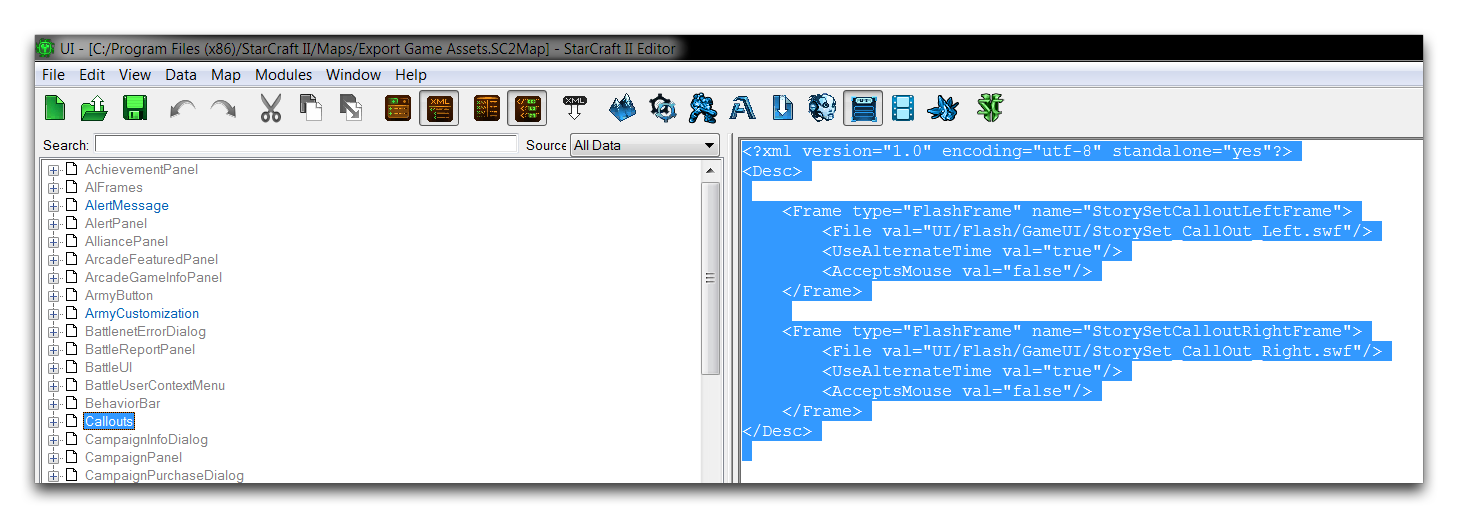 UI - [C:/Program Files (x86)/StarCraft II/Maps/Export Game Assets.SC2Map] - StarCraft II Editor
File Edit View Data Map Modules Window Help
XML XML UI
Search: Source All Data
AchievementPanel
AIFrames
AlertMessage
AlertPanel
AlliancePanel
ArcadeFeaturedPanel
ArcadeGameInfoPanel
ArmyButton
ArmyCustomization
BattlenetErrorDialog
BattleReportPanel
BattleUI
BattleUserContextMenu
BehaviorBar
Callouts
CampaignInfoDialog
CampaignPanel
CampaignPurchaseDialog
<?xml version="1.0" encoding="utf-8" standalone="yes"?>
<Desc>
<Frame type="FlashFrame" name="StorySetCalloutLeftFrame">
<File val="UI/Flash/GameUI/StorySet_CallOut_Left.swf"/>
<UseAlternateTime val="true"/>
<AcceptsMouse val="false"/>
</Frame>
<Frame type="FlashFrame" name="StorySetCalloutRightFrame">
<File val="UI/Flash/GameUI/StorySet_CallOut_Right.swf"/>
<UseAlternateTime val="true"/>
<AcceptsMouse val="false"/>
</Frame>
</Desc>